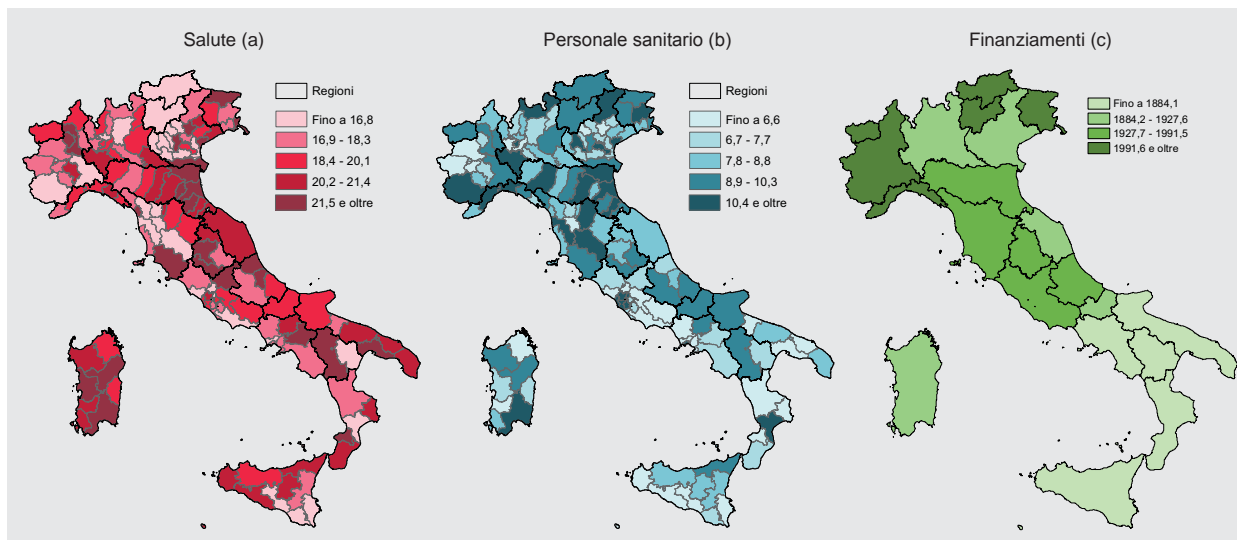 Salute (a)
Regioni
Fino a 16,8
16,9 - 18,3
18,4 - 20,1
20,2 - 21,4
21,5 e oltre
Personale sanitario (b)
Regioni
Fino a 6,6
6,7 - 7,7
7,8 - 8,8
8,9 - 10,3
10,4 e oltre
Finanziamenti (c)
Fino a 1884,1
1884,2 - 1927,6
1927,7 - 1991,5
1991,6 e oltre